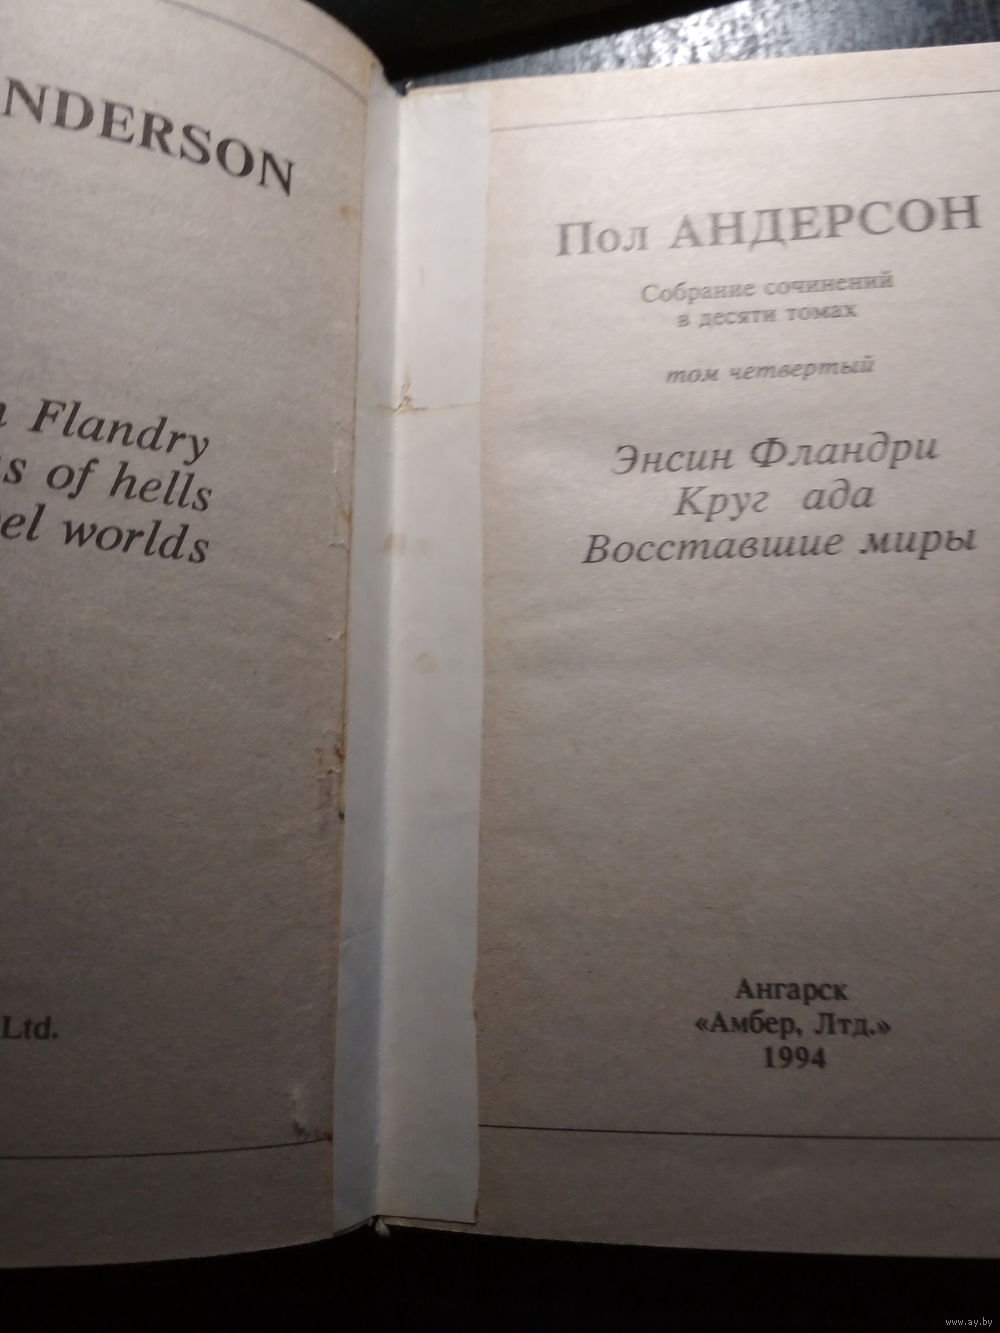 NDERSON
Flandry
of hells
worlds
Ltd.
Пол АНДЕРСОН
Собрание сочинений
в десяти томах
том четвертый
Энсин Фландри
Круг ада
Восставшие миры
Ангарск
«Амбер, Лтд.»
1994
www.ay.by